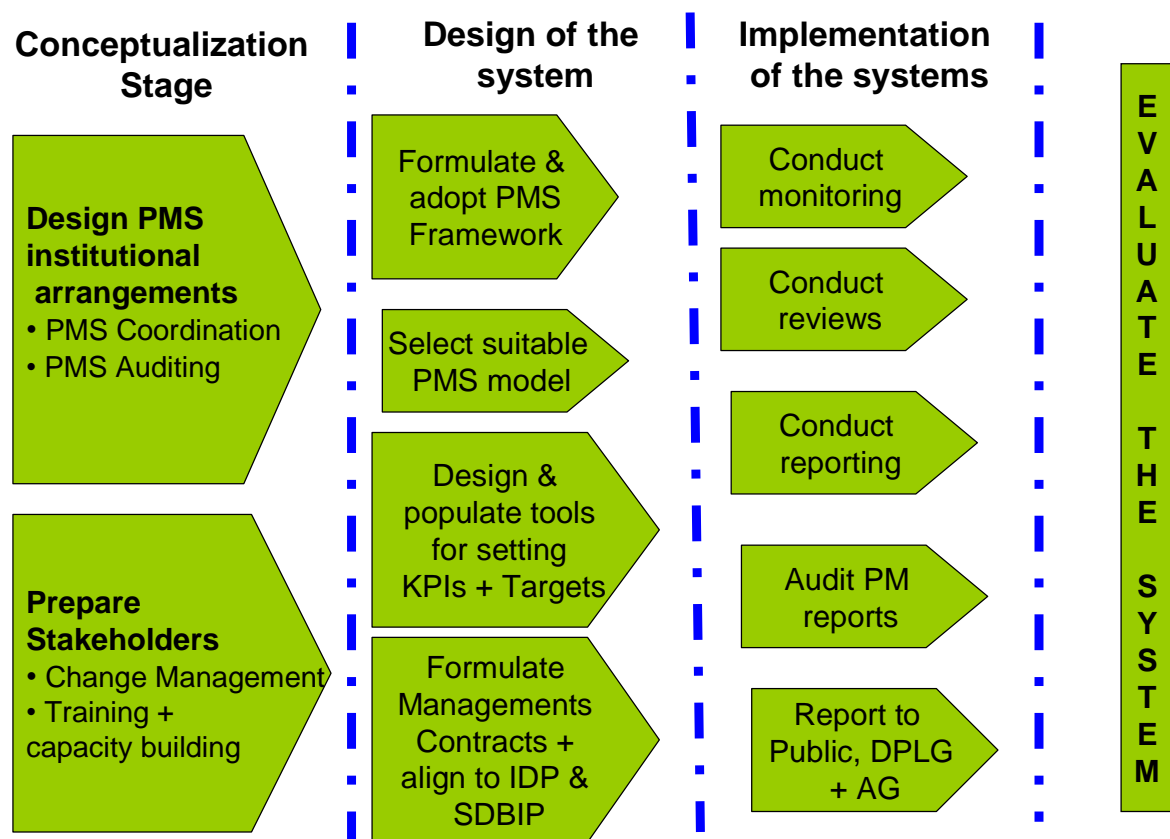 Conceptualization
Stage
Design PMS
institutional
arrangements
• PMS Coordination
• PMS Auditing
Prepare
Stakeholders
• Change Management
• Training +
capacity building
Design of the
system
Formulate &
adopt PMS
Framework
Select suitable
PMS model
Design &
populate tools
for setting
KPIs + Targets
Formulate
Managements
Contracts +
align to IDP &
SDBIP
Implementation
of the systems
Conduct
monitoring
Conduct
reviews
Conduct
reporting
Audit PM
reports
Report to
Public, DPLG
+ AG
E
V
A
L
U
A
T
E
T
H
E
S
Y
S
T
E
M